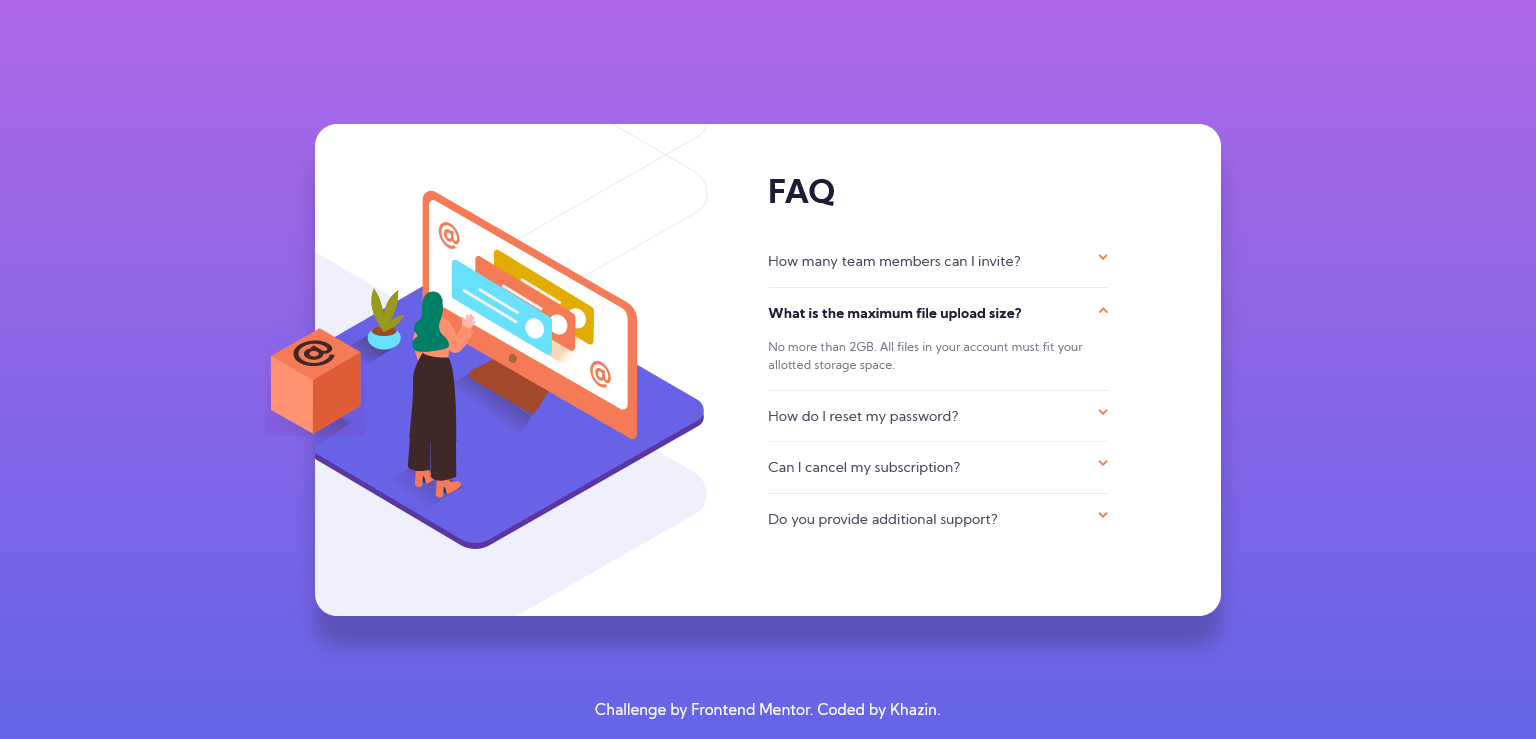 FAQ
How many team members can I invite?
What is the maximum file upload size?
No more than 2GB. All files in your account must fit your
allotted storage space.
How do I reset my password?
Can I cancel my subscription?
Do you provide additional support?
@
@
@
Challenge by Frontend Mentor. Coded by Khazin.